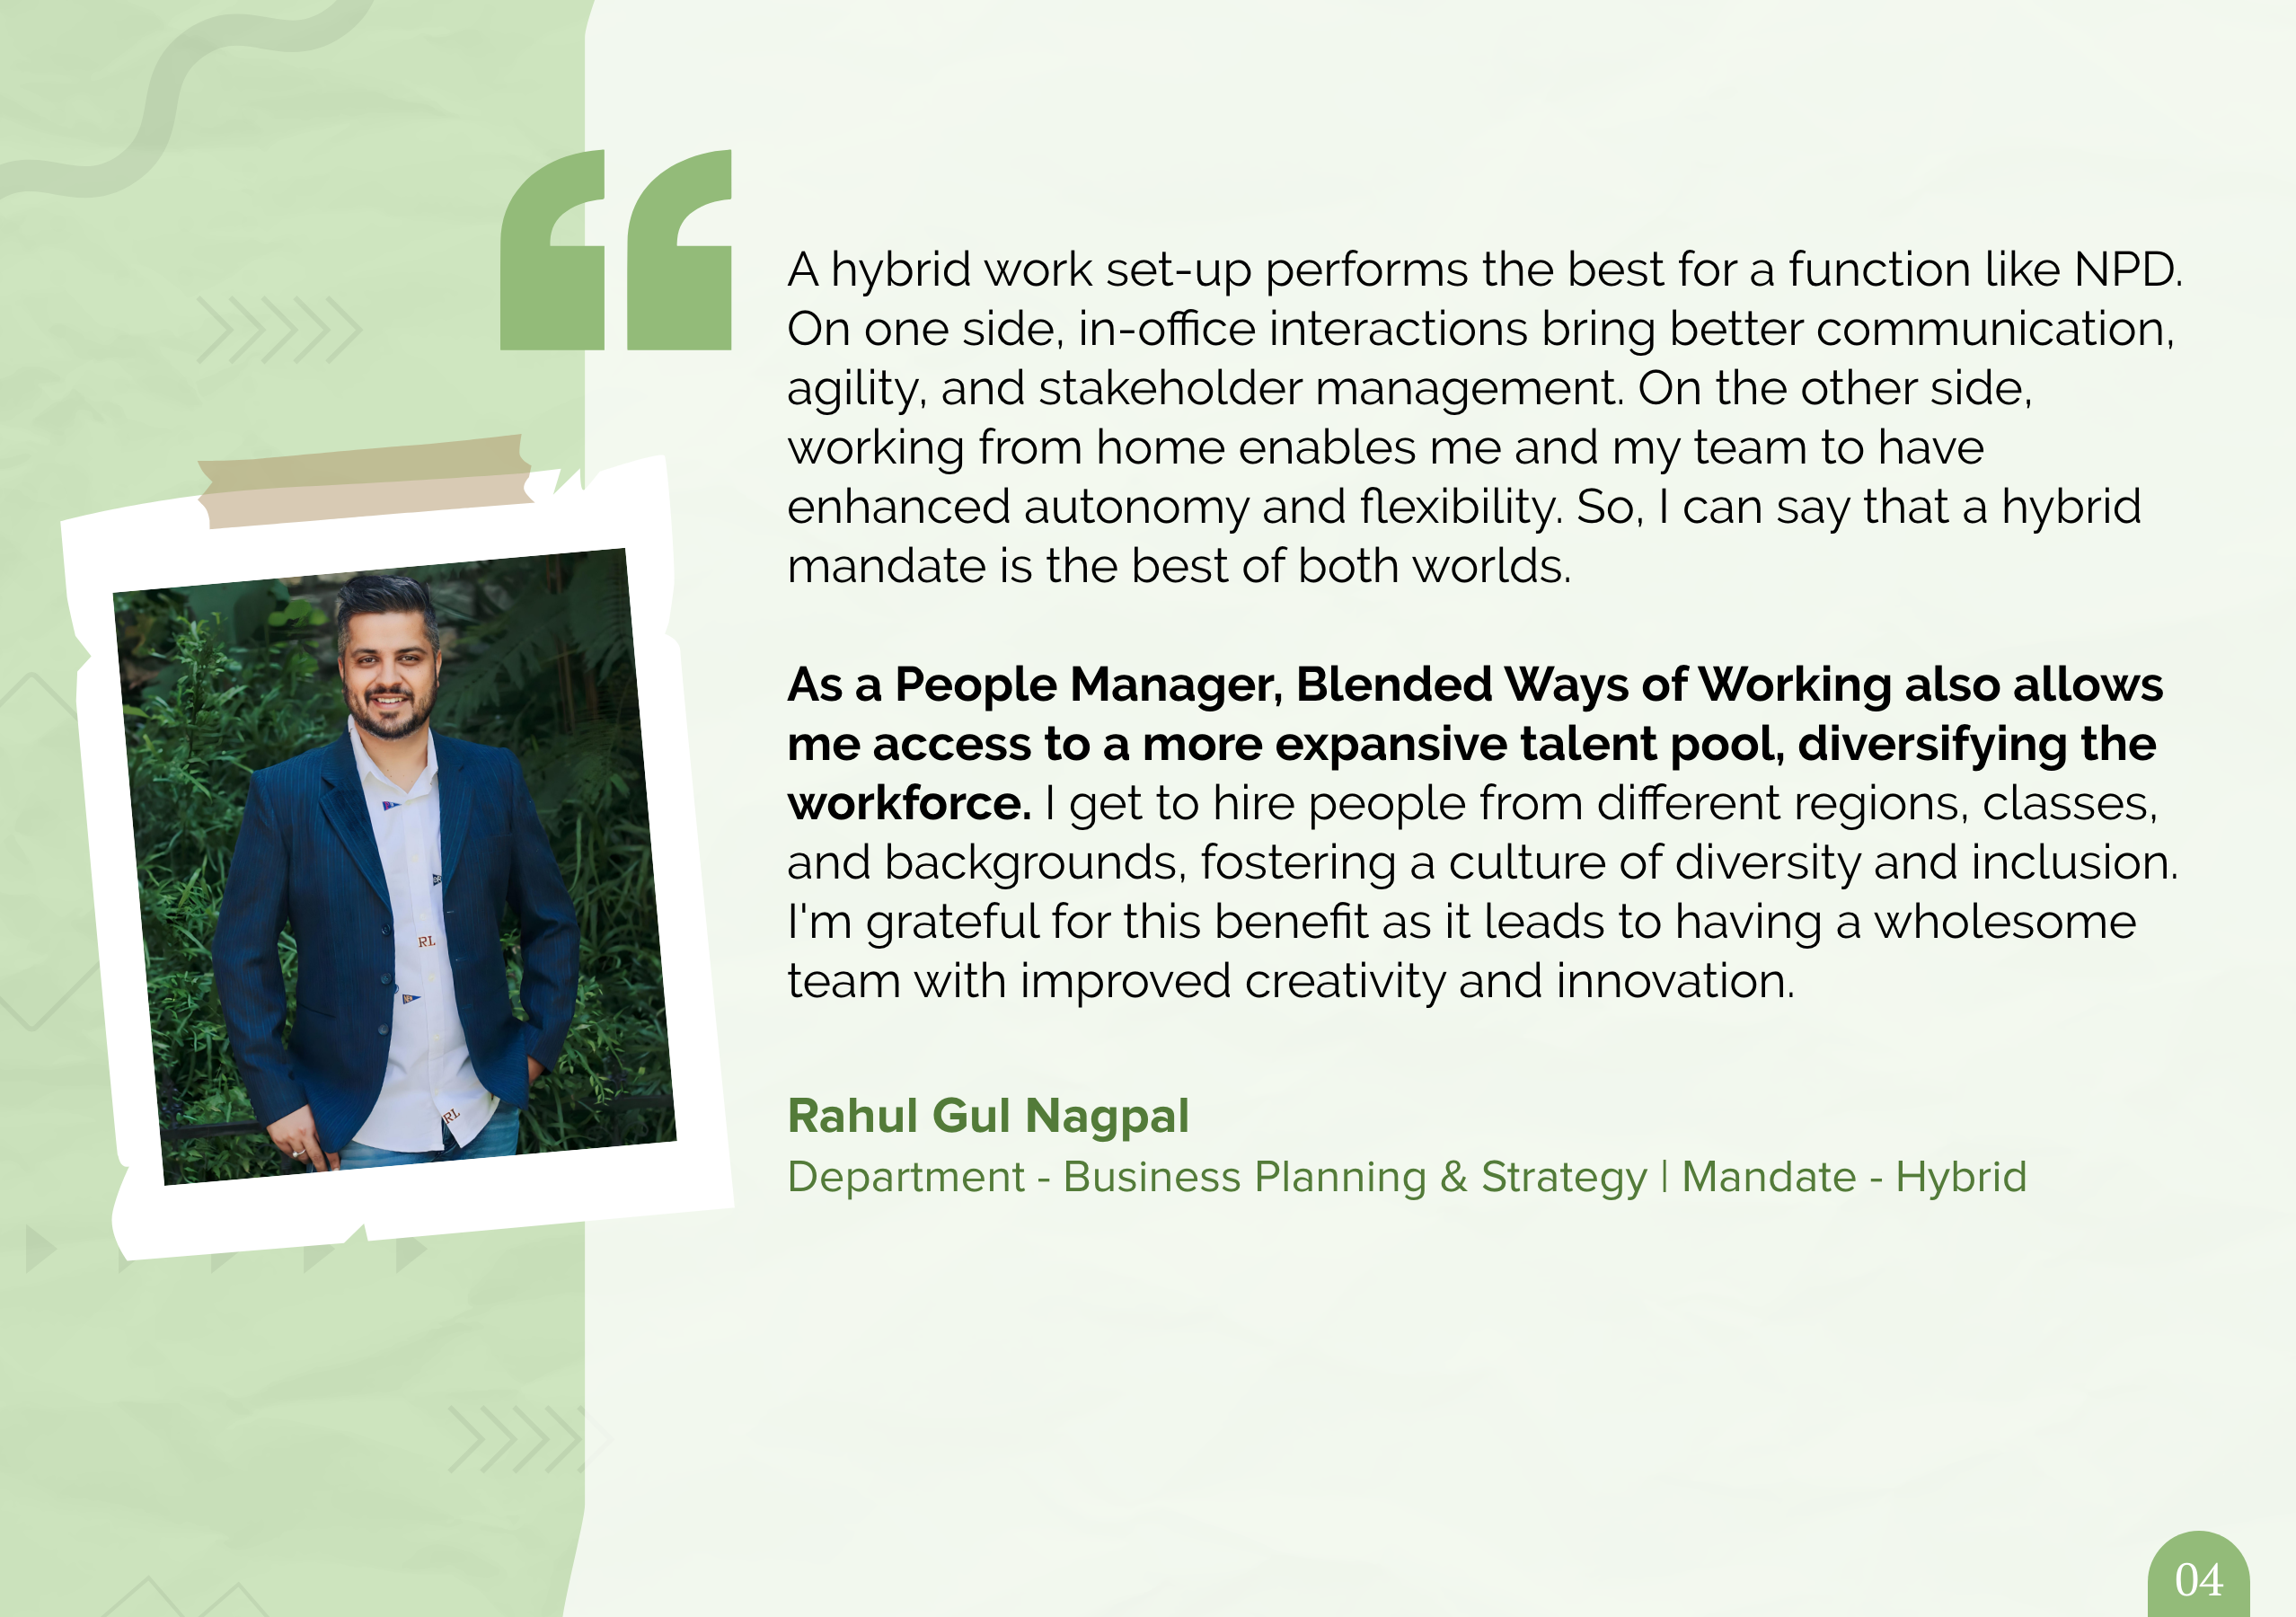 A hybrid work set-up performs the best for a function like NPD.
On one side, in-office interactions bring better communication,
agility, and stakeholder management. On the other side,
working from home enables me and my team to have
enhanced autonomy and flexibility. So, I can say that a hybrid
mandate is the best of both worlds.
As a People Manager, Blended Ways of Working also allows
me access to a more expansive talent pool, diversifying the
workforce. I get to hire people from different regions, classes,
and backgrounds, fostering a culture of diversity and inclusion.
I'm grateful for this benefit as it leads to having a wholesome
team with improved creativity and innovation.
Rahul Gul Nagpal
Department - Business Planning & Strategy | Mandate - Hybrid
RL
RL
04